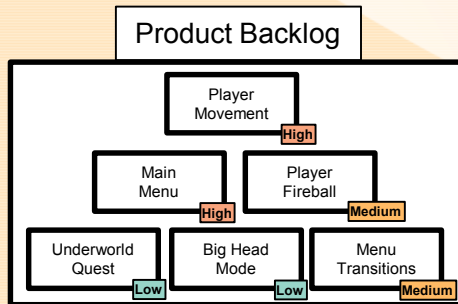 Product Backlog
Player
Movement
High
Main
Menu
High
Player
Fireball
Medium
Underworld
Quest
Low
Big Head
Mode
Low
Menu
Transitions
Medium